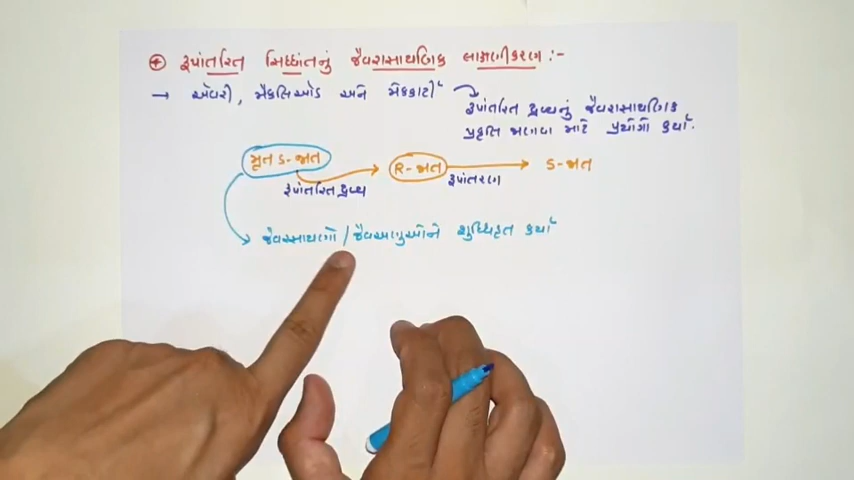 * રૂપાંતરિત સિધ્ધાંતનું જૈવરાસાયણિક લાક્ષણીકરણ :-
→ એવરી, મૈકલિઓડ અને મેકકાર્ટી
રૂપાંતરિત દ્રવ્યનું જૈવરાસાયણિક
પ્રકૃતિ જાણવા માટે પ્રયોગો કર્યા.
મૃત S-જાત R-જાત S-જાત
રૂપાંતરિત દ્રવ્ય રૂપાંતરણ
જૈવરસાયણો / જૈવઅણુઓને શુધ્ધિકૃત કર્યાં